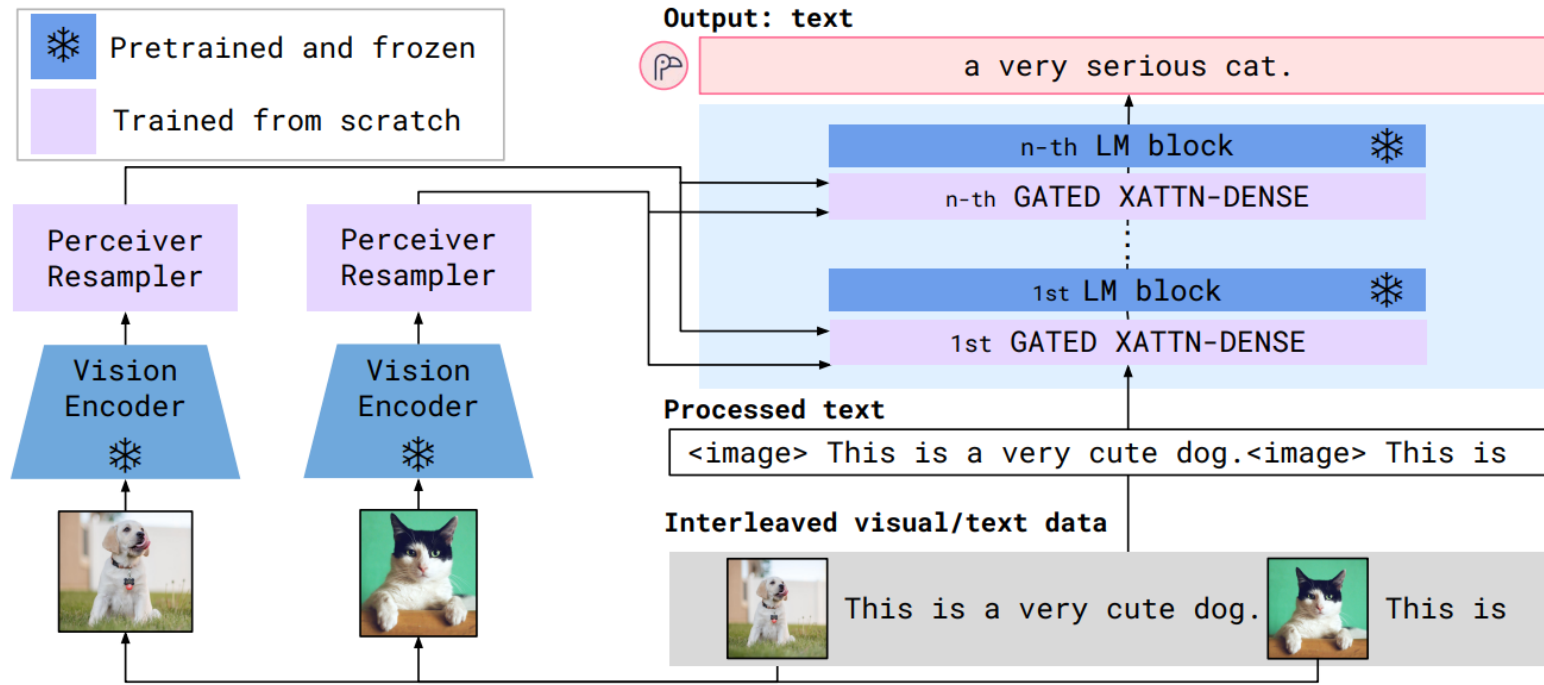 Pretrained and frozen
Trained from scratch
Perceiver
Resampler
Perceiver
Resampler
Vision
Encoder
Vision
Encoder
Output: text
a very serious cat.
n-th LM block
n-th GATED XATTN-DENSE
1st LM block
1st GATED XATTN-DENSE
Processed text
<image> This is a very cute dog.<image> This is
Interleaved visual/text data
This is a very cute dog. This is